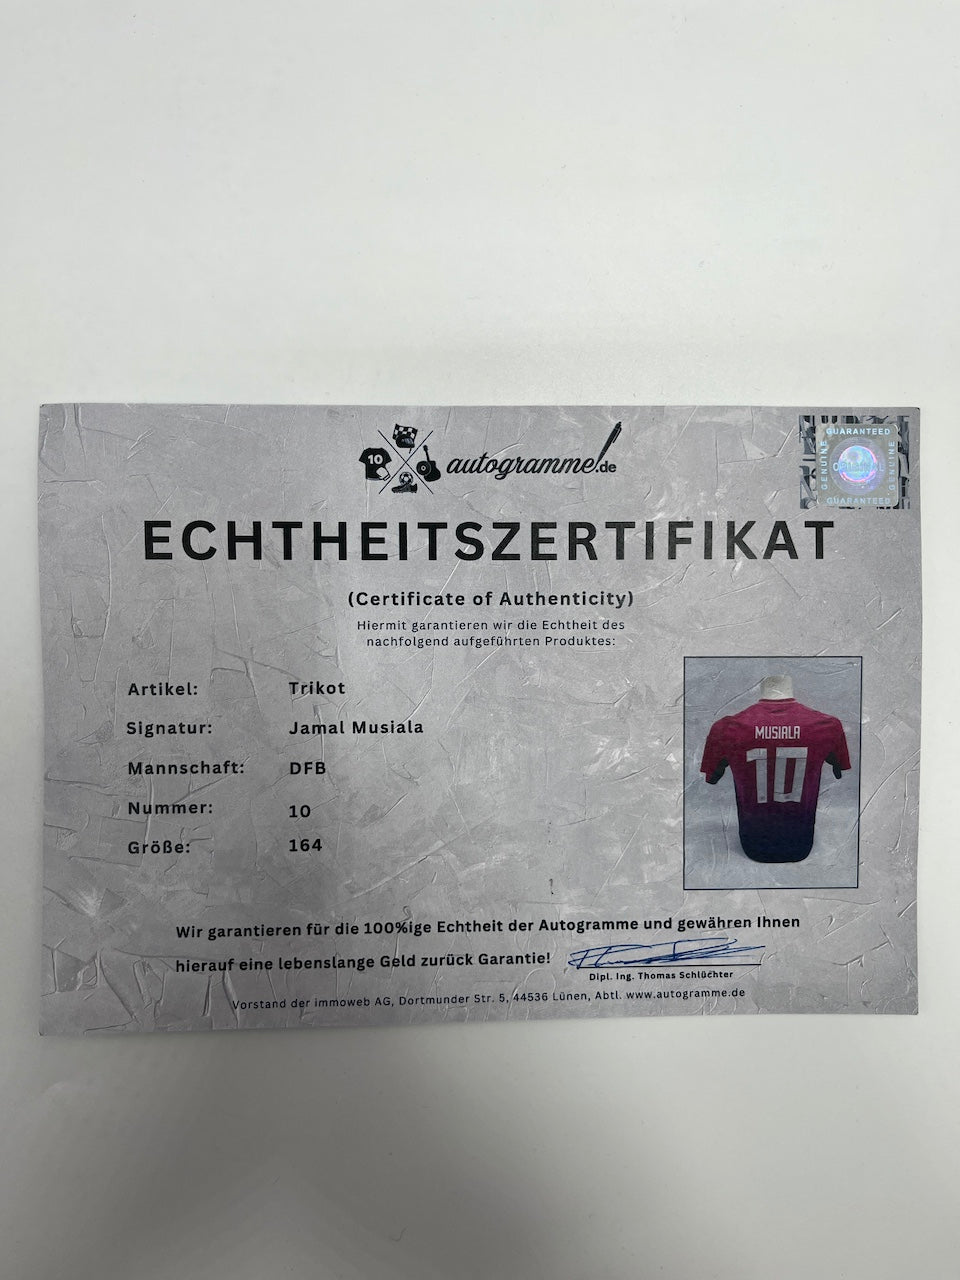 10
autogramme!.de
GUARANTEED
GENUINE
ORIGINAL
GENUINE
GUARANTEED
ECHTHEITSZERTIFIKAT
(Certificate of Authenticity)
Hiermit garantieren wir die Echtheit des
nachfolgend aufgeführten Produktes:
Artikel: Trikot
Signatur: Jamal Musiala
Mannschaft: DFB
Nummer: 10
Größe: 164
MUSIALA
10
Wir garantieren für die 100%ige Echtheit der Autogramme und gewähren Ihnen
hierauf eine lebenslange Geld zurück Garantie!
Dipl. Ing. Thomas Schlüchter
Vorstand der immoweb AG, Dortmunder Str. 5, 44536 Lünen, Abtl. www.autogramme.de